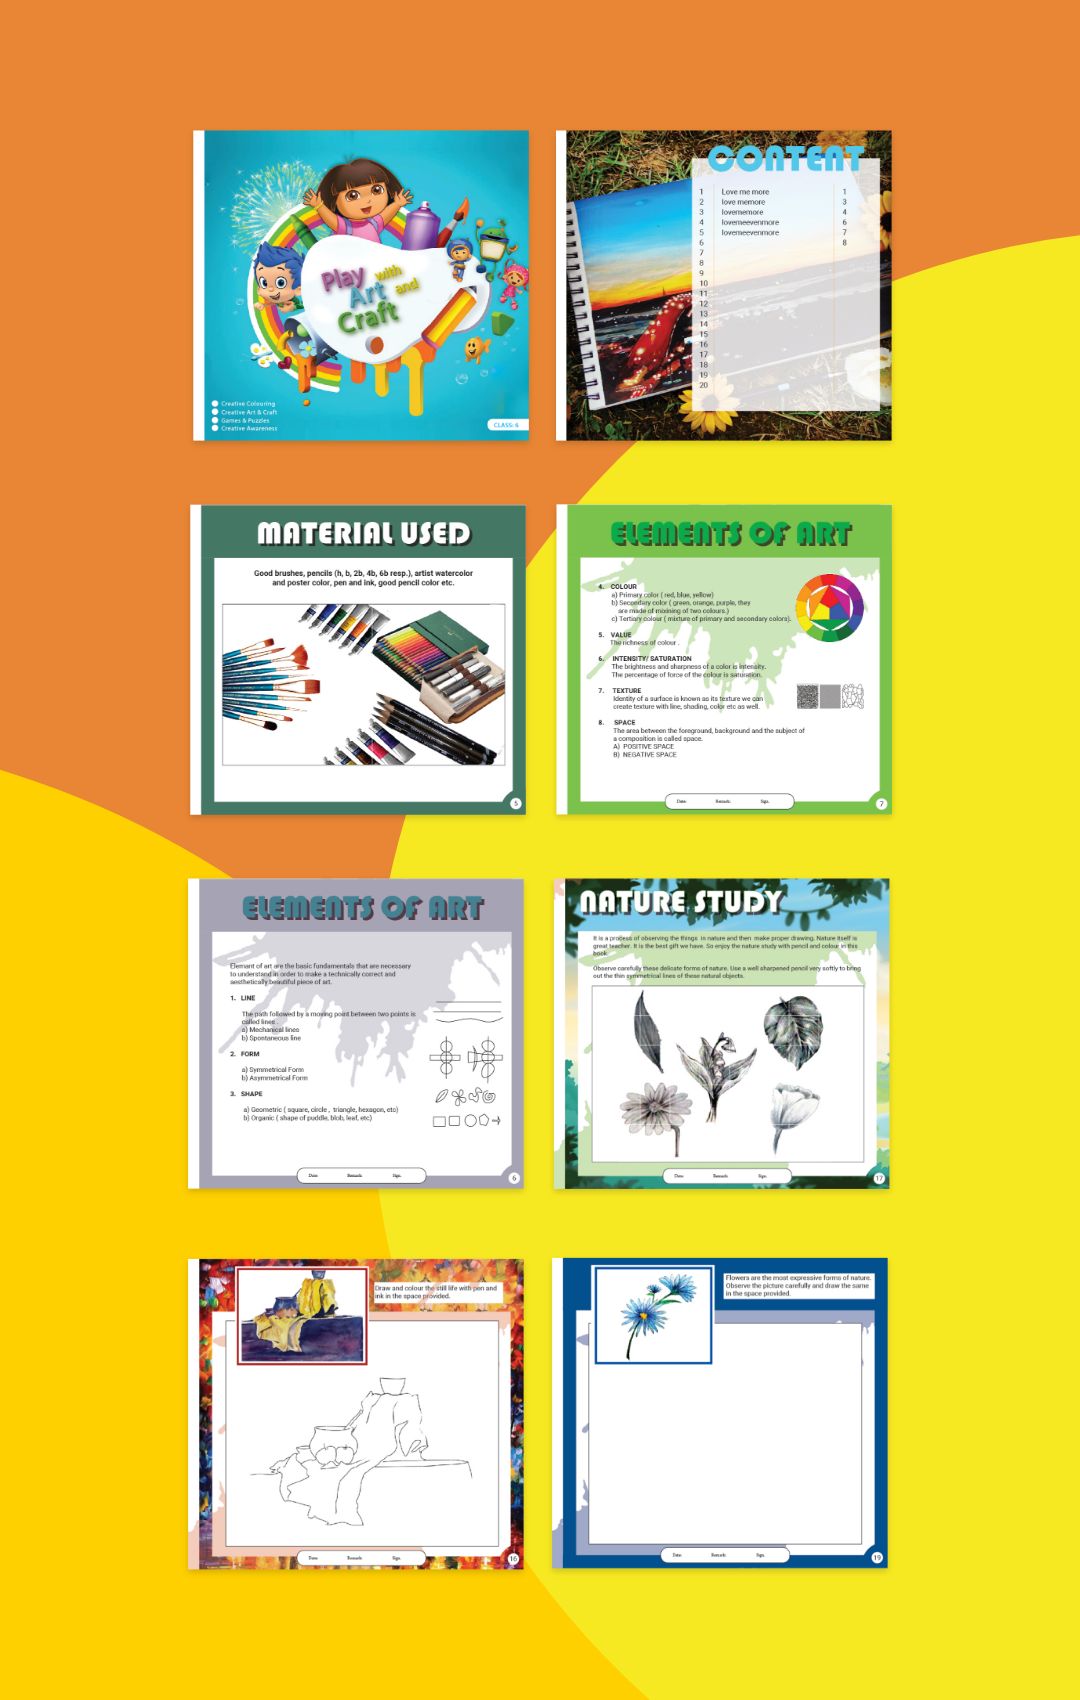 Play with
Art and
Craft
Creative Colouring
Creative Art & Craft
Games & Puzzles
Creative Awareness
CLASS: 6
CONTENT
1 Love me more 1
2 love memore 3
3 lovememore 4
4 lovemeevenmore 6
5 lovemeevenmore 7
6 8
7
8
9
10
11
12
13
14
15
16
17
18
19
20
MATERIAL USED
Good brushes, pencils (h, b, 2b, 4b, 6b resp.), artist watercolor
and poster color, pen and ink, good pencil color etc.
5
ELEMENTS OF ART
4. COLOUR
a) Primary color ( red, blue, yellow)
b) Secondary color ( green, orange, purple, they
are made of mixining of two colours.)
c) Tertiary colour ( mixture of primary and secondary colors).
5. VALUE
The richness of colour .
6. INTENSITY/ SATURATION
The brightness and sharpness of a color is intensity.
The percentage of force of the colour is saturation.
7. TEXTURE
Identity of a surface is known as its texture we can
create texture with line, shading, color etc as well.
8. SPACE
The area between the foreground, background and the subject of
a composition is called space.
A) POSITIVE SPACE
B) NEGATIVE SPACE
Date: Remark: Sign.
7
ELEMENTS OF ART
Elemant of art are the basic fundamentals that are necessary
to understand in order to make a technically correct and
aesthetically beautiful piece of art.
1. LINE
The path followed by a moving point between two points is
called lines .
a) Mechanical lines
b) Spontaneous line
2. FORM
a) Symmetrical Form
b) Asymmetrical Form
3. SHAPE
a) Geometric ( square, circle , triangle, hexagon, etc)
b) Organic ( shape of puddle, blob, leaf, etc)
Date: Remark: Sign.
6
NATURE STUDY
It is a process of observing the things in nature and then make proper drawing. Nature itself is
great teacher. It is the best gift we have. So enjoy the nature study with pencil and colour in this
book.
Observe carefully these delicate forms of nature. Use a well sharpened pencil very softly to bring
out the thin symmetrical lines of these natural objects.
Date: Remark: Sign.
17
Draw and colour the still life with pen and
ink in the space provided.
Date: Remark: Sign.
16
Flowers are the most expressive forms of nature.
Observe the picture carefully and draw the same
in the space provided.
Date: Remark: Sign.
19